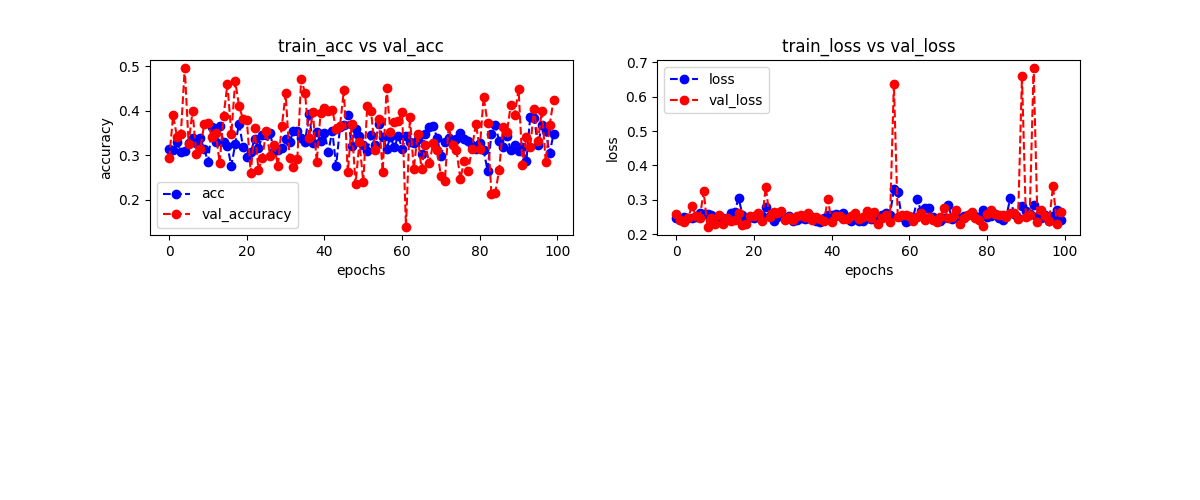 train_acc vs val_acc
accuracy
0.5
0.4
0.3
0.2
acc
val_accuracy
0 20 40 60 80 100
epochs
train_loss vs val_loss
loss
0.7
0.6
0.5
0.4
0.3
0.2
loss
val_loss
0 20 40 60 80 100
epochs